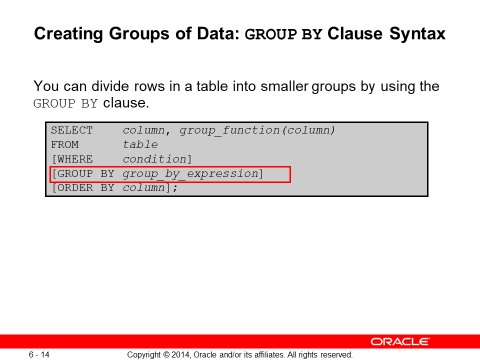 Creating Groups of Data: GROUP BY Clause Syntax
You can divide rows in a table into smaller groups by using the
GROUP BY clause.
SELECT column, group_function(column)
FROM table
[WHERE condition]
[GROUP BY group_by_expression]
[ORDER BY column];
ORACLE
6 - 14 Copyright © 2014, Oracle and/or its affiliates. All rights reserved.